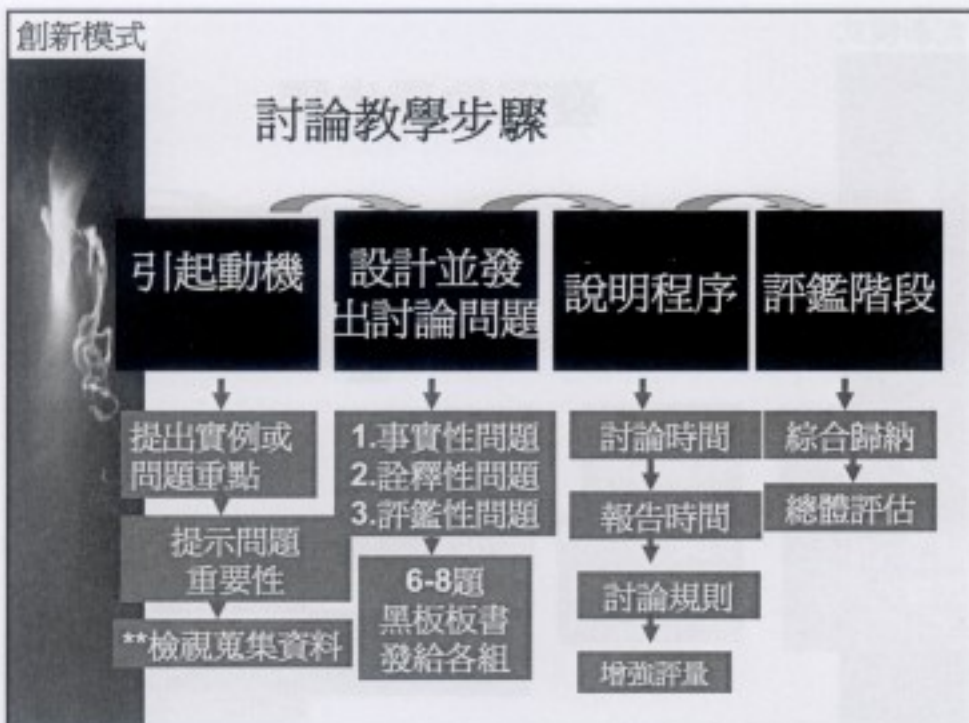 創新模式
討論教學步驟
引起動機
設計並發
出討論問題
說明程序
評鑑階段
提出實例或
問題重點
提示問題
重要性
**檢視蒐集資料
1.事實性問題
2.詮釋性問題
3.評鑑性問題
6-8題
黑板板書
發給各組
討論時間
報告時間
討論規則
增強評量
綜合歸納
總體評估